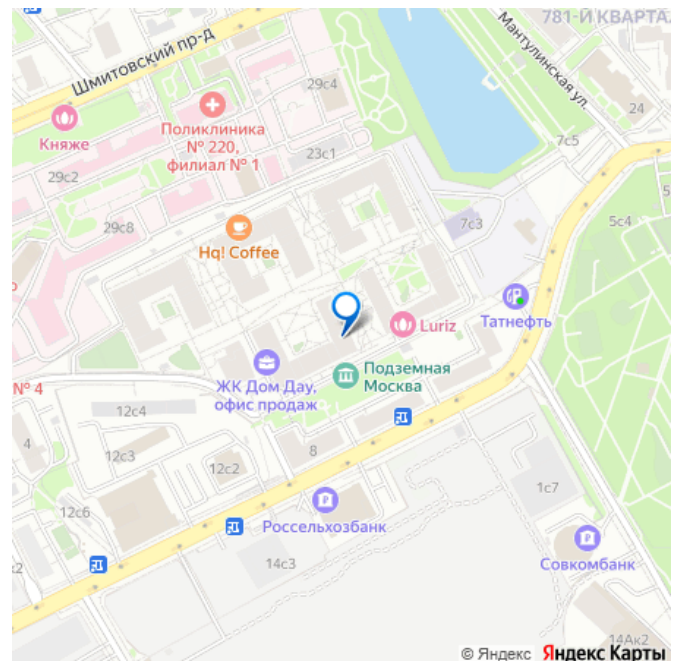 781-Й КВАРТА
Шмитовский пр-д
Мантулинская ул.
29с4
24
Княже
Поликлиника
№ 220,
филиал № 1
23с1
7с5
29с2
5
29с8
Hq! Coffee
7с3
5с4
Luriz
Татнефть
№ 4
ЖК Дом Дау,
офис продаж
Подземная
Москва
12с4
4
12с3
12с2
8
12с6
Россельхозбанк
1с7
14с3
Совкомбанк
14Ак2
© Яндекс Яндекс Карты